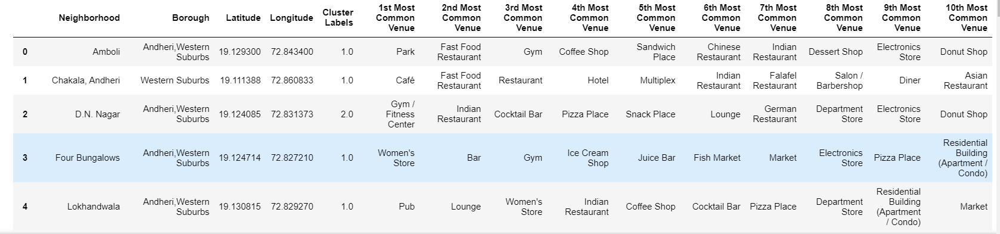 Neighborhood Borough Latitude Longitude Cluster Labels 1st Most Common Venue 2nd Most Common Venue 3rd Most Common Venue 4th Most Common Venue 5th Most Common Venue 6th Most Common Venue 7th Most Common Venue 8th Most Common Venue 9th Most Common Venue 10th Most Common Venue
0 Amboli Andheri,Western Suburbs 19.129300 72.843400 1.0 Park Fast Food Restaurant Gym Coffee Shop Sandwich Place Chinese Restaurant Indian Restaurant Dessert Shop Electronics Store Donut Shop
1 Chakala, Andheri Western Suburbs 19.111388 72.860833 1.0 Café Fast Food Restaurant Restaurant Hotel Multiplex Indian Restaurant Falafel Restaurant Salon / Barbershop Diner Asian Restaurant
2 D.N. Nagar Andheri,Western Suburbs 19.124085 72.831373 2.0 Gym / Fitness Center Indian Restaurant Cocktail Bar Pizza Place Snack Place Lounge German Restaurant Department Store Electronics Store Donut Shop
3 Four Bungalows Andheri,Western Suburbs 19.124714 72.827210 1.0 Women's Store Bar Gym Ice Cream Shop Juice Bar Fish Market Market Electronics Store Pizza Place Residential Building (Apartment / Condo)
4 Lokhandwala Andheri,Western Suburbs 19.130815 72.829270 1.0 Pub Lounge Women's Store Indian Restaurant Coffee Shop Cocktail Bar Pizza Place Department Store Residential Building (Apartment / Condo) Market